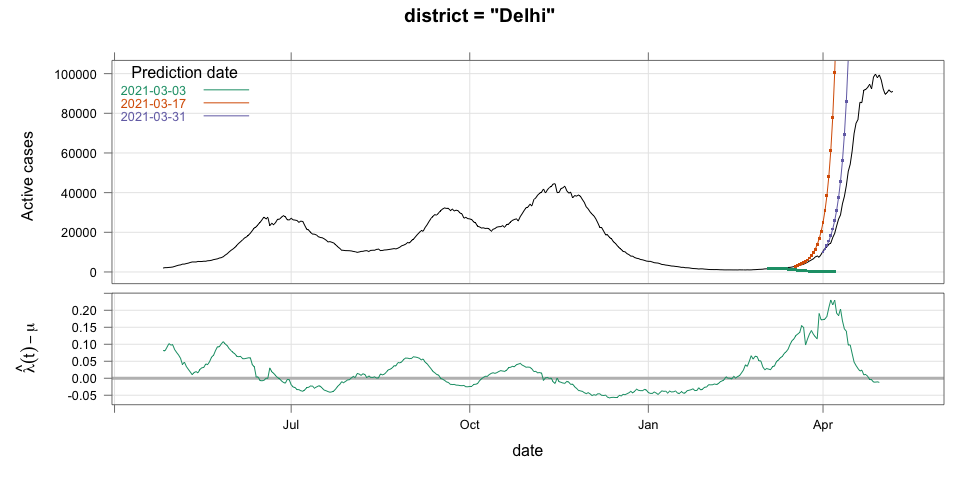 district = "Delhi"
Prediction date
2021-03-03
2021-03-17
2021-03-31
Active cases
100000
80000
60000
40000
20000
0
λ̂(t) − μ
0.20
0.15
0.10
0.05
0.00
-0.05
Jul
Oct
Jan
Apr
date